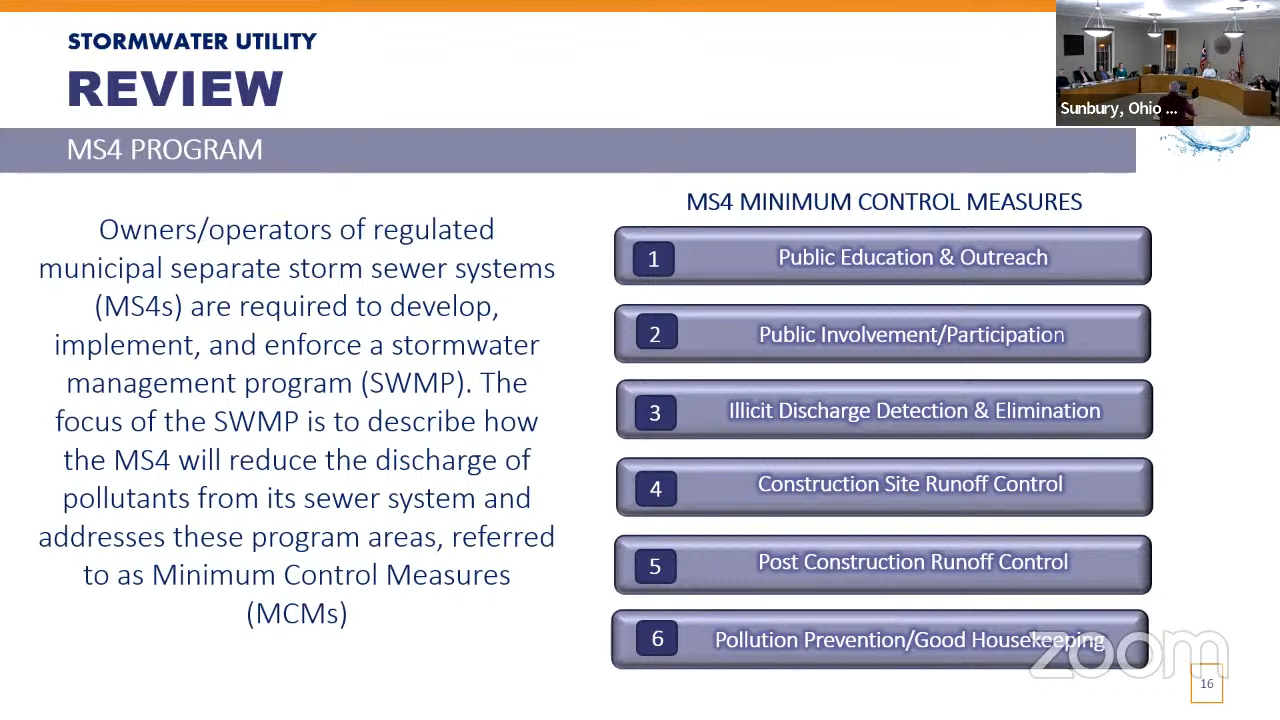 STORMWATER UTILITY
REVIEW
Sunbury, Ohio ...
MS4 PROGRAM
Owners/operators of regulated
municipal separate storm sewer systems
(MS4s) are required to develop,
implement, and enforce a stormwater
management program (SWMP). The
focus of the SWMP is to describe how
the MS4 will reduce the discharge of
pollutants from its sewer system and
addresses these program areas, referred
to as Minimum Control Measures
(MCMs)
MS4 MINIMUM CONTROL MEASURES
1 Public Education & Outreach
2 Public Involvement/Participation
3 Illicit Discharge Detection & Elimination
4 Construction Site Runoff Control
5 Post Construction Runoff Control
6 Pollution Prevention/Good Housekeeping
zoom
16